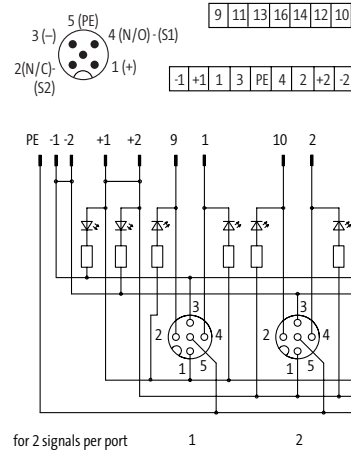 5 (PE)
3 (–)
4 (N/O)-(S1)
2(N/C)-
(S2)
1 (+)
9 11 13 16 14 12 10
-1 +1 1 3 PE 4 2 +2 -2
PE -1 -2 +1 +2 9 1 10 2
3 3
2 4 2 4
1 5 1 5
for 2 signals per port 1 2